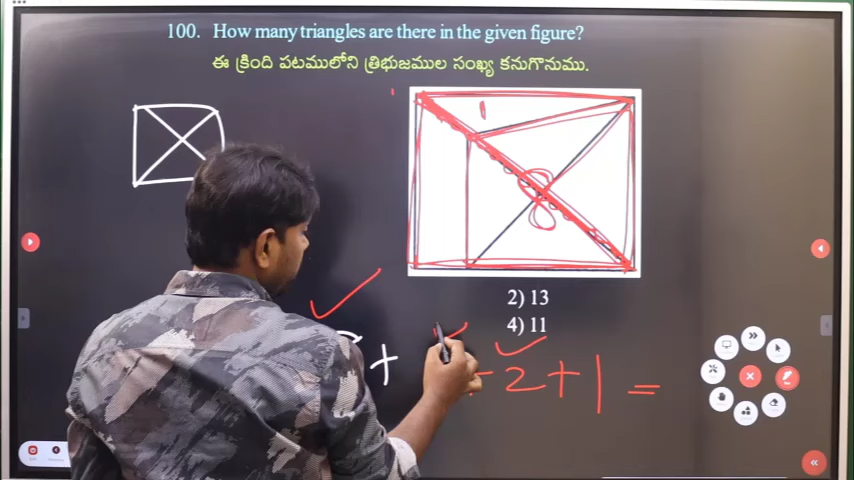 100. How many triangles are there in the given figure?
ఈ క్రింది పటములోని త్రిభుజముల సంఖ్య కనుగొనుము.
1
8
2) 13
4) 11
+ - 2 + 1 =